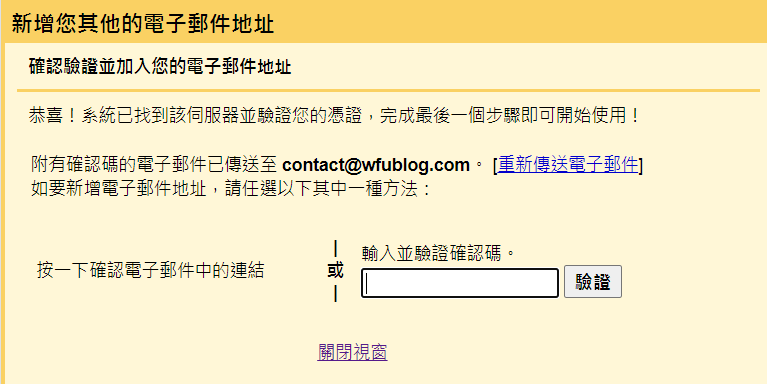 新增您其他的電子郵件地址
確認驗證並加入您的電子郵件地址
恭喜！系統已找到該伺服器並驗證您的憑證，完成最後一個步驟即可開始使用！
附有確認碼的電子郵件已傳送至 contact@wfublog.com。 [重新傳送電子郵件]
如要新增電子郵件地址，請任選以下其中一種方法：
按一下確認電子郵件中的連結
|
或
|
輸入並驗證確認碼。
驗證
關閉視窗